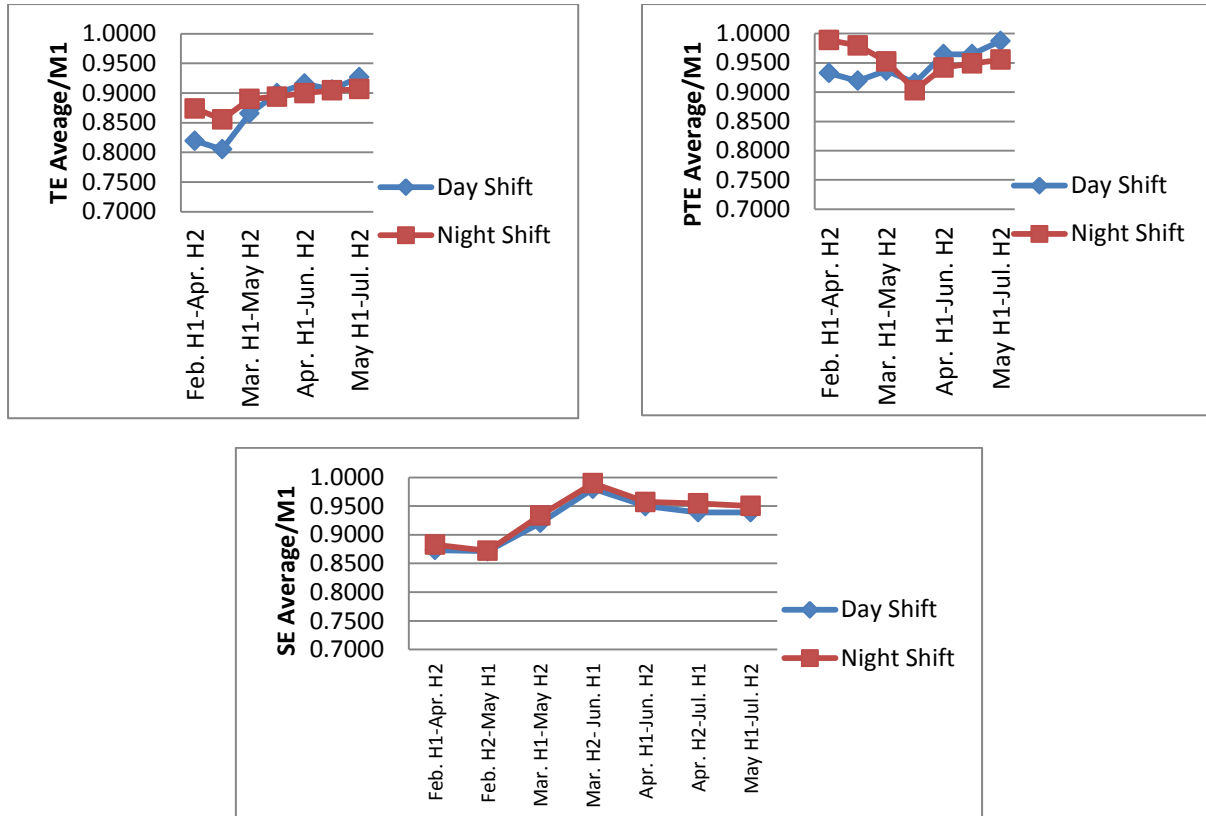 TE Aveage/M1
1.0000
0.9500
0.9000
0.8500
0.8000
0.7500
0.7000
Feb. H1-Apr. H2
Mar. H1-May H2
Apr. H1-Jun. H2
May H1-Jul. H2
Day Shift
Night Shift
PTE Average/M1
1.0000
0.9500
0.9000
0.8500
0.8000
0.7500
0.7000
Feb. H1-Apr. H2
Mar. H1-May H2
Apr. H1-Jun. H2
May H1-Jul. H2
Day Shift
Night Shift
SE Average/M1
1.0000
0.9500
0.9000
0.8500
0.8000
0.7500
0.7000
Feb. H1-Apr. H2
Feb. H2-May H1
Mar. H1-May H2
Mar. H2- Jun. H1
Apr. H1-Jun. H2
Apr. H2-Jul. H1
May H1-Jul. H2
Day Shift
Night Shift